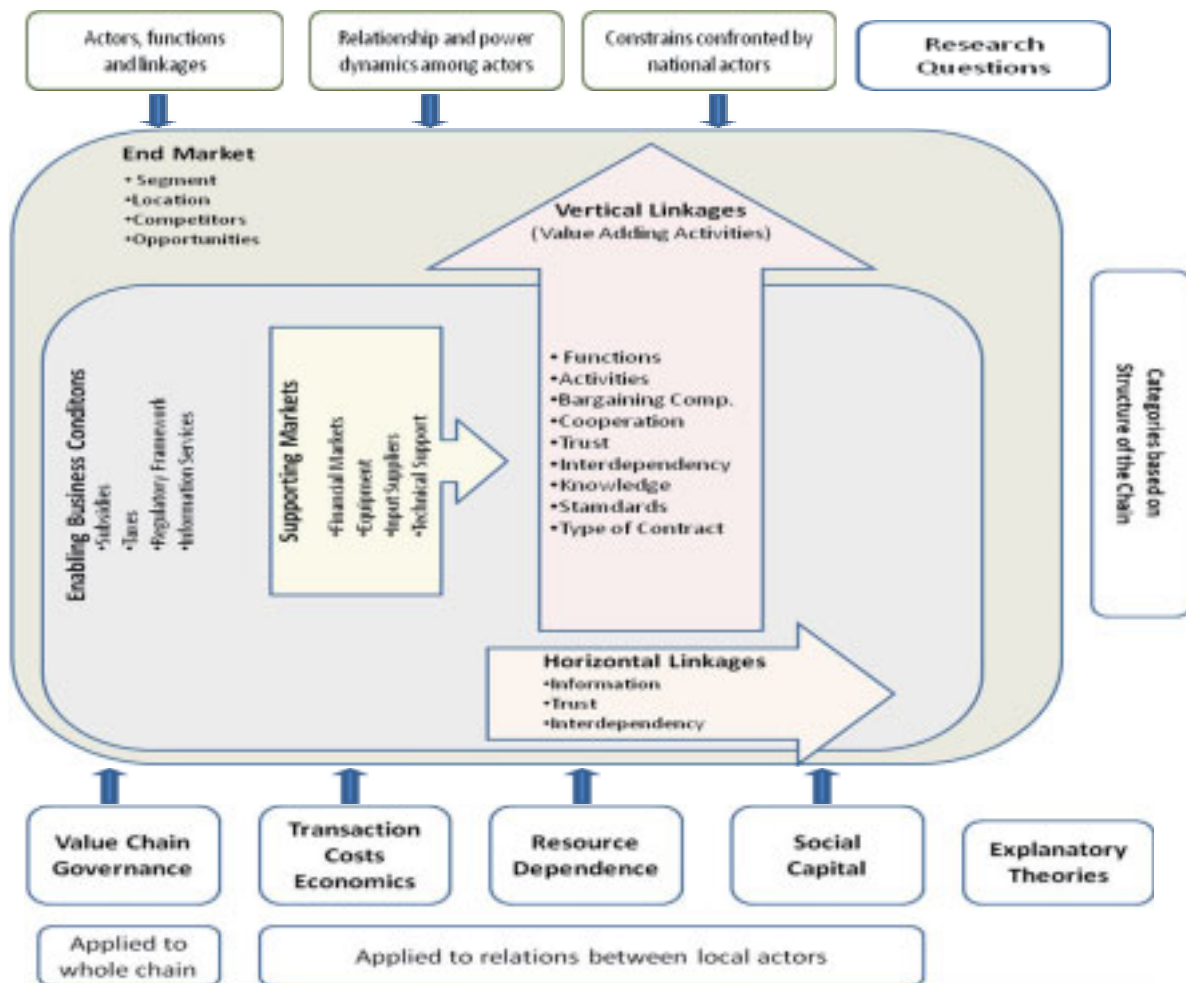 Actors, functions
and linkages
Relationship and power
dynamics among actors
Constrains confronted by
national actors
Research
Questions
End Market
• Segment
•Location
•Competitors
•Opportunities
Vertical Linkages
(Value Adding Activities)
• Functions
•Activities
•Bargaining Comp.
•Cooperation
•Trust
•Interdependency
•Knowledge
•Stamdards
•Type of Contract
Enabling Business Conditons
•Subsidies
•Taxes
•Regulatory Framework
•Information Services
Supporting Markets
•Financial Markets
•Equipment
•Input Suppliers
•Technical Support
Horizontal Linkages
•Information
•Trust
•Interdependency
Categories based on
Structure of the Chain
Value Chain
Governance
Transaction
Costs
Economics
Resource
Dependence
Social
Capital
Explanatory
Theories
Applied to
whole chain
Applied to relations between local actors